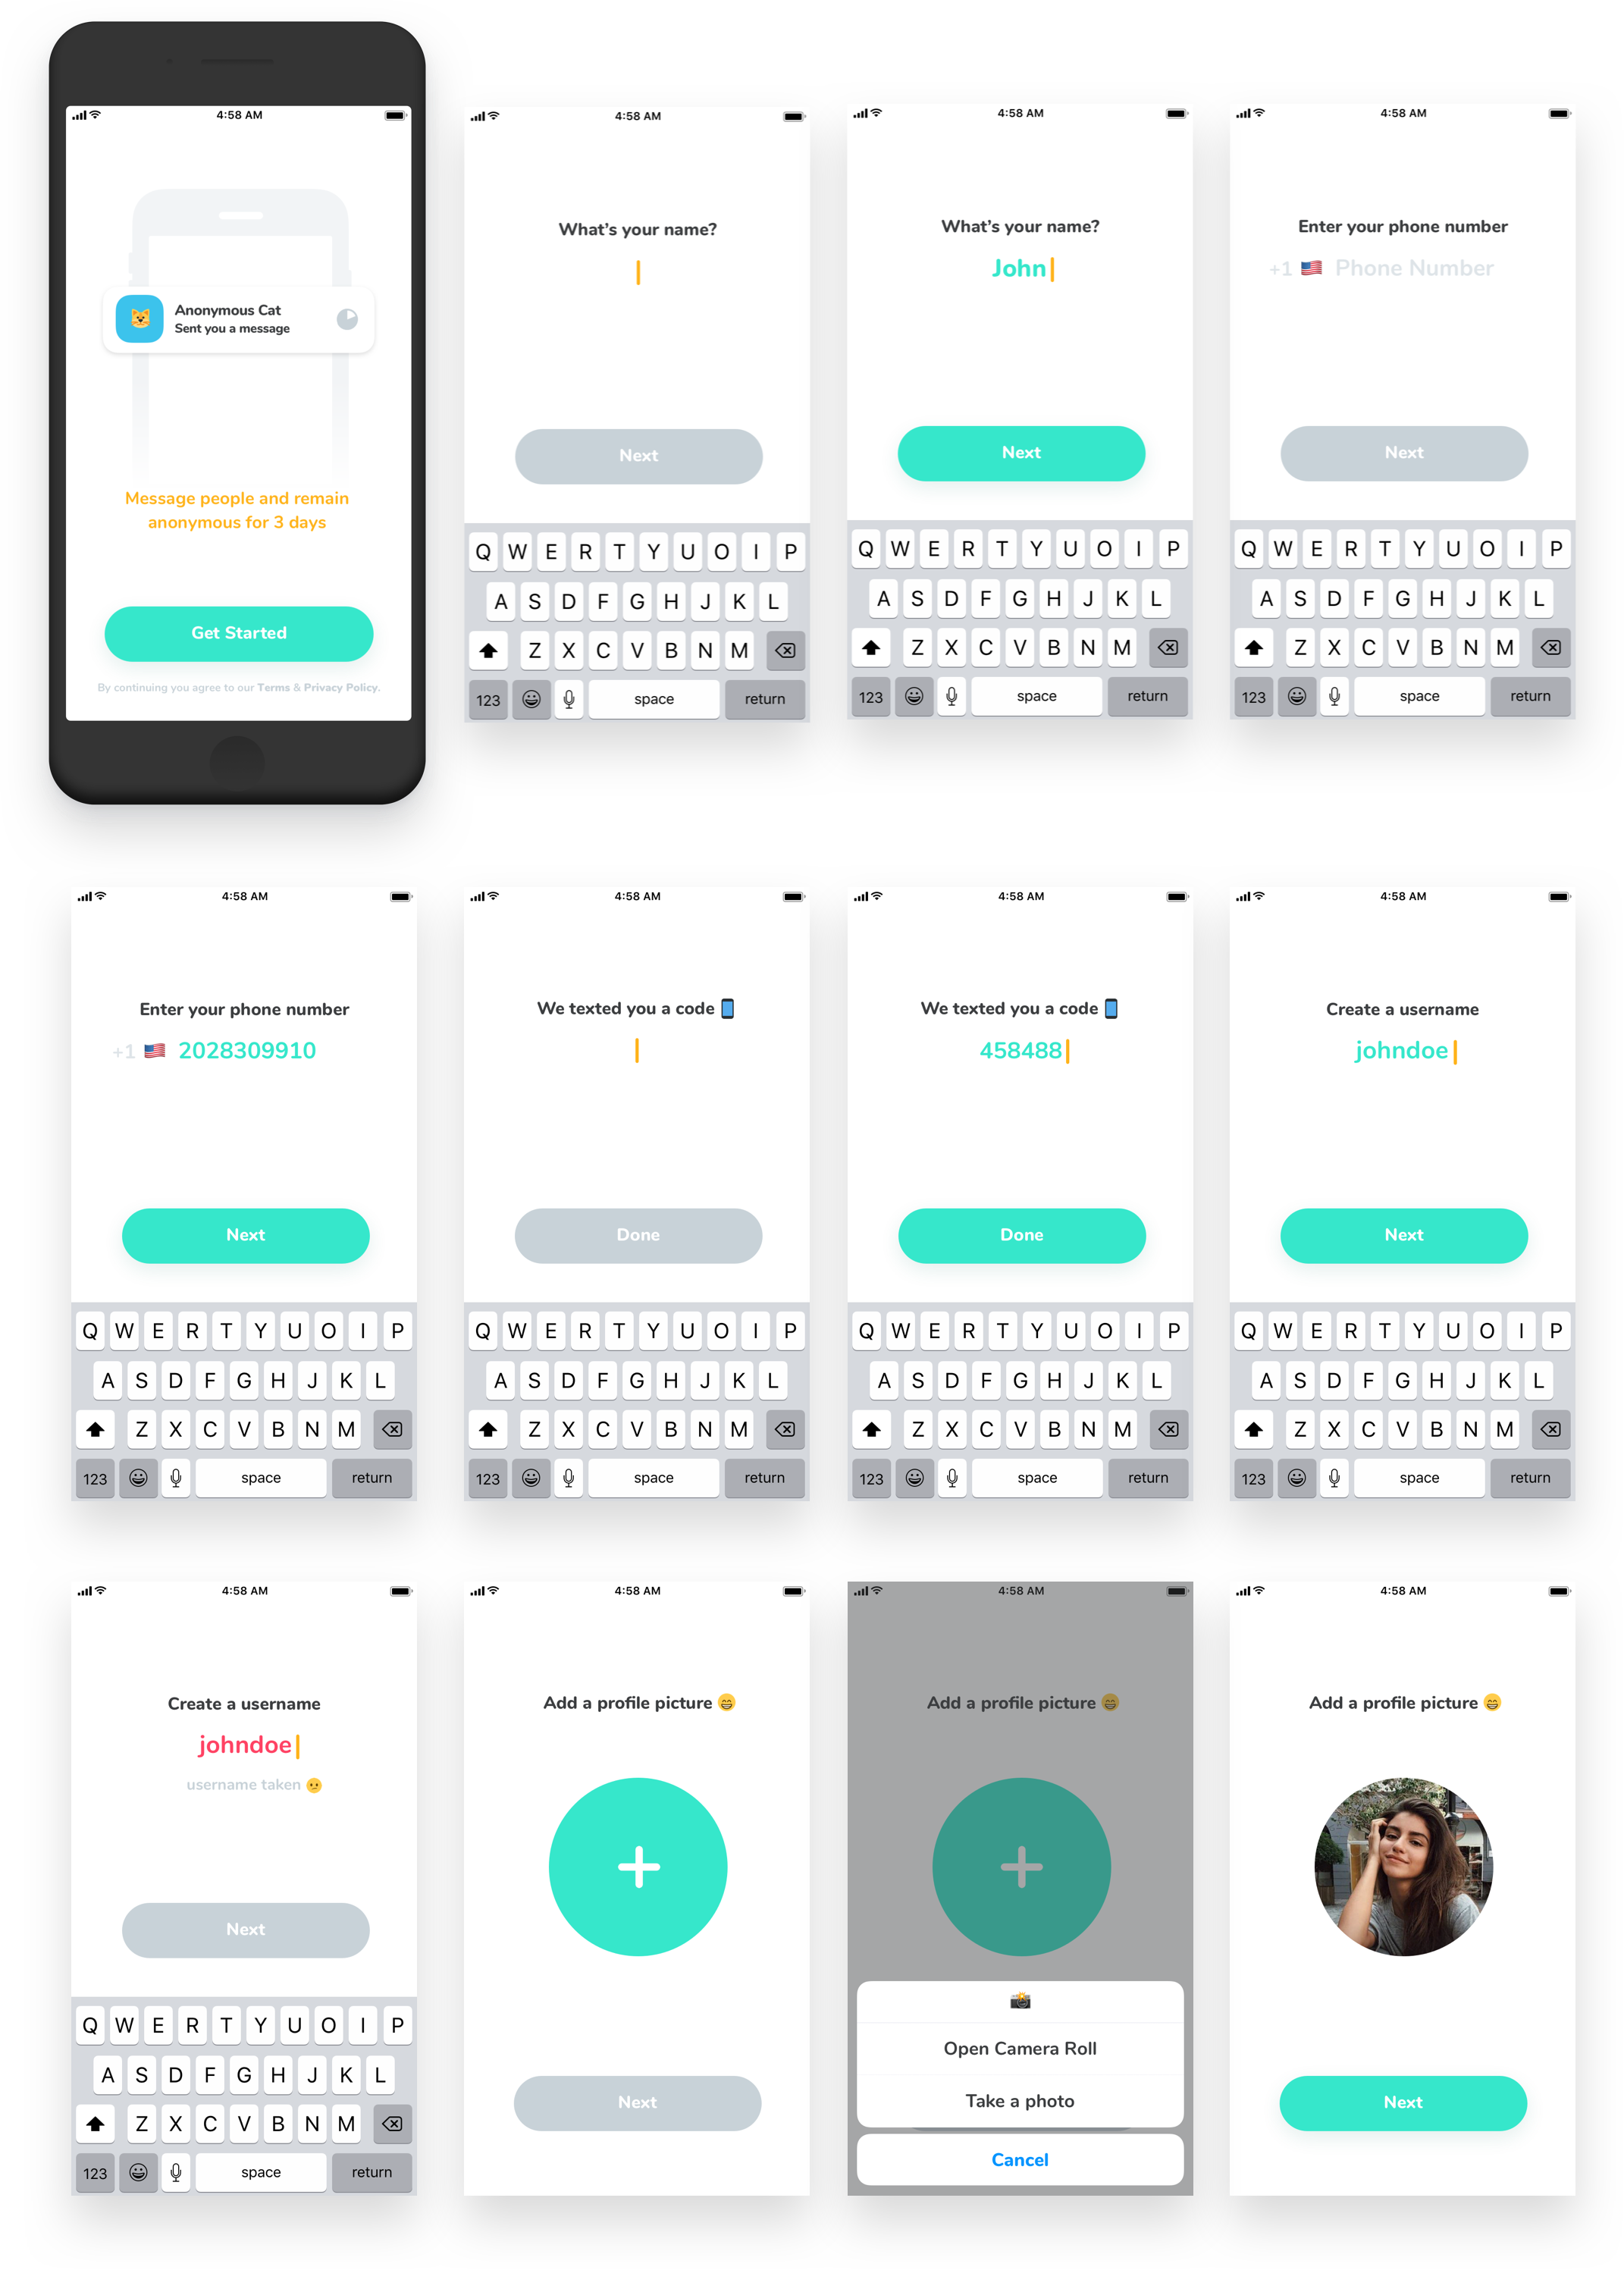 4:58 AM
Anonymous Cat
Sent you a message
Message people and remain
anonymous for 3 days
Get Started
By continuing you agree to our Terms & Privacy Policy.
4:58 AM
What's your name?
Next
Q W E R T Y U O I P
A S D F G H J K L
Z X C V B N M
123 space return
4:58 AM
What's your name?
John
Next
Q W E R T Y U O I P
A S D F G H J K L
Z X C V B N M
123 space return
4:58 AM
Enter your phone number
+1 🇺🇸 Phone Number
Next
Q W E R T Y U O I P
A S D F G H J K L
Z X C V B N M
123 space return
4:58 AM
Enter your phone number
+1 🇺🇸 2028309910
Next
Q W E R T Y U O I P
A S D F G H J K L
Z X C V B N M
123 space return
4:58 AM
We texted you a code 📱
Done
Q W E R T Y U O I P
A S D F G H J K L
Z X C V B N M
123 space return
4:58 AM
We texted you a code 📱
458488
Done
Q W E R T Y U O I P
A S D F G H J K L
Z X C V B N M
123 space return
4:58 AM
Create a username
johndoe
Next
Q W E R T Y U O I P
A S D F G H J K L
Z X C V B N M
123 space return
4:58 AM
Create a username
johndoe
username taken 🫤
Next
Q W E R T Y U O I P
A S D F G H J K L
Z X C V B N M
123 space return
4:58 AM
Add a profile picture 😄
Next
4:58 AM
Add a profile picture 😄
📸
Open Camera Roll
Take a photo
Cancel
4:58 AM
Add a profile picture 😄
Next